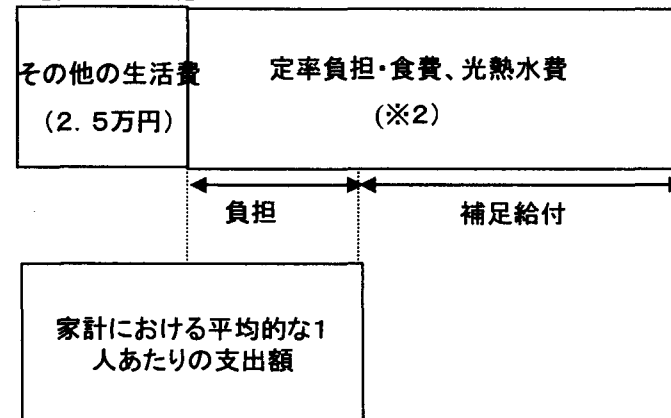 その他の生活費
(2.5万円)
定率負担・食費、光熱水費
(※2)
負担
補足給付
家計における平均的な1
人あたりの支出額